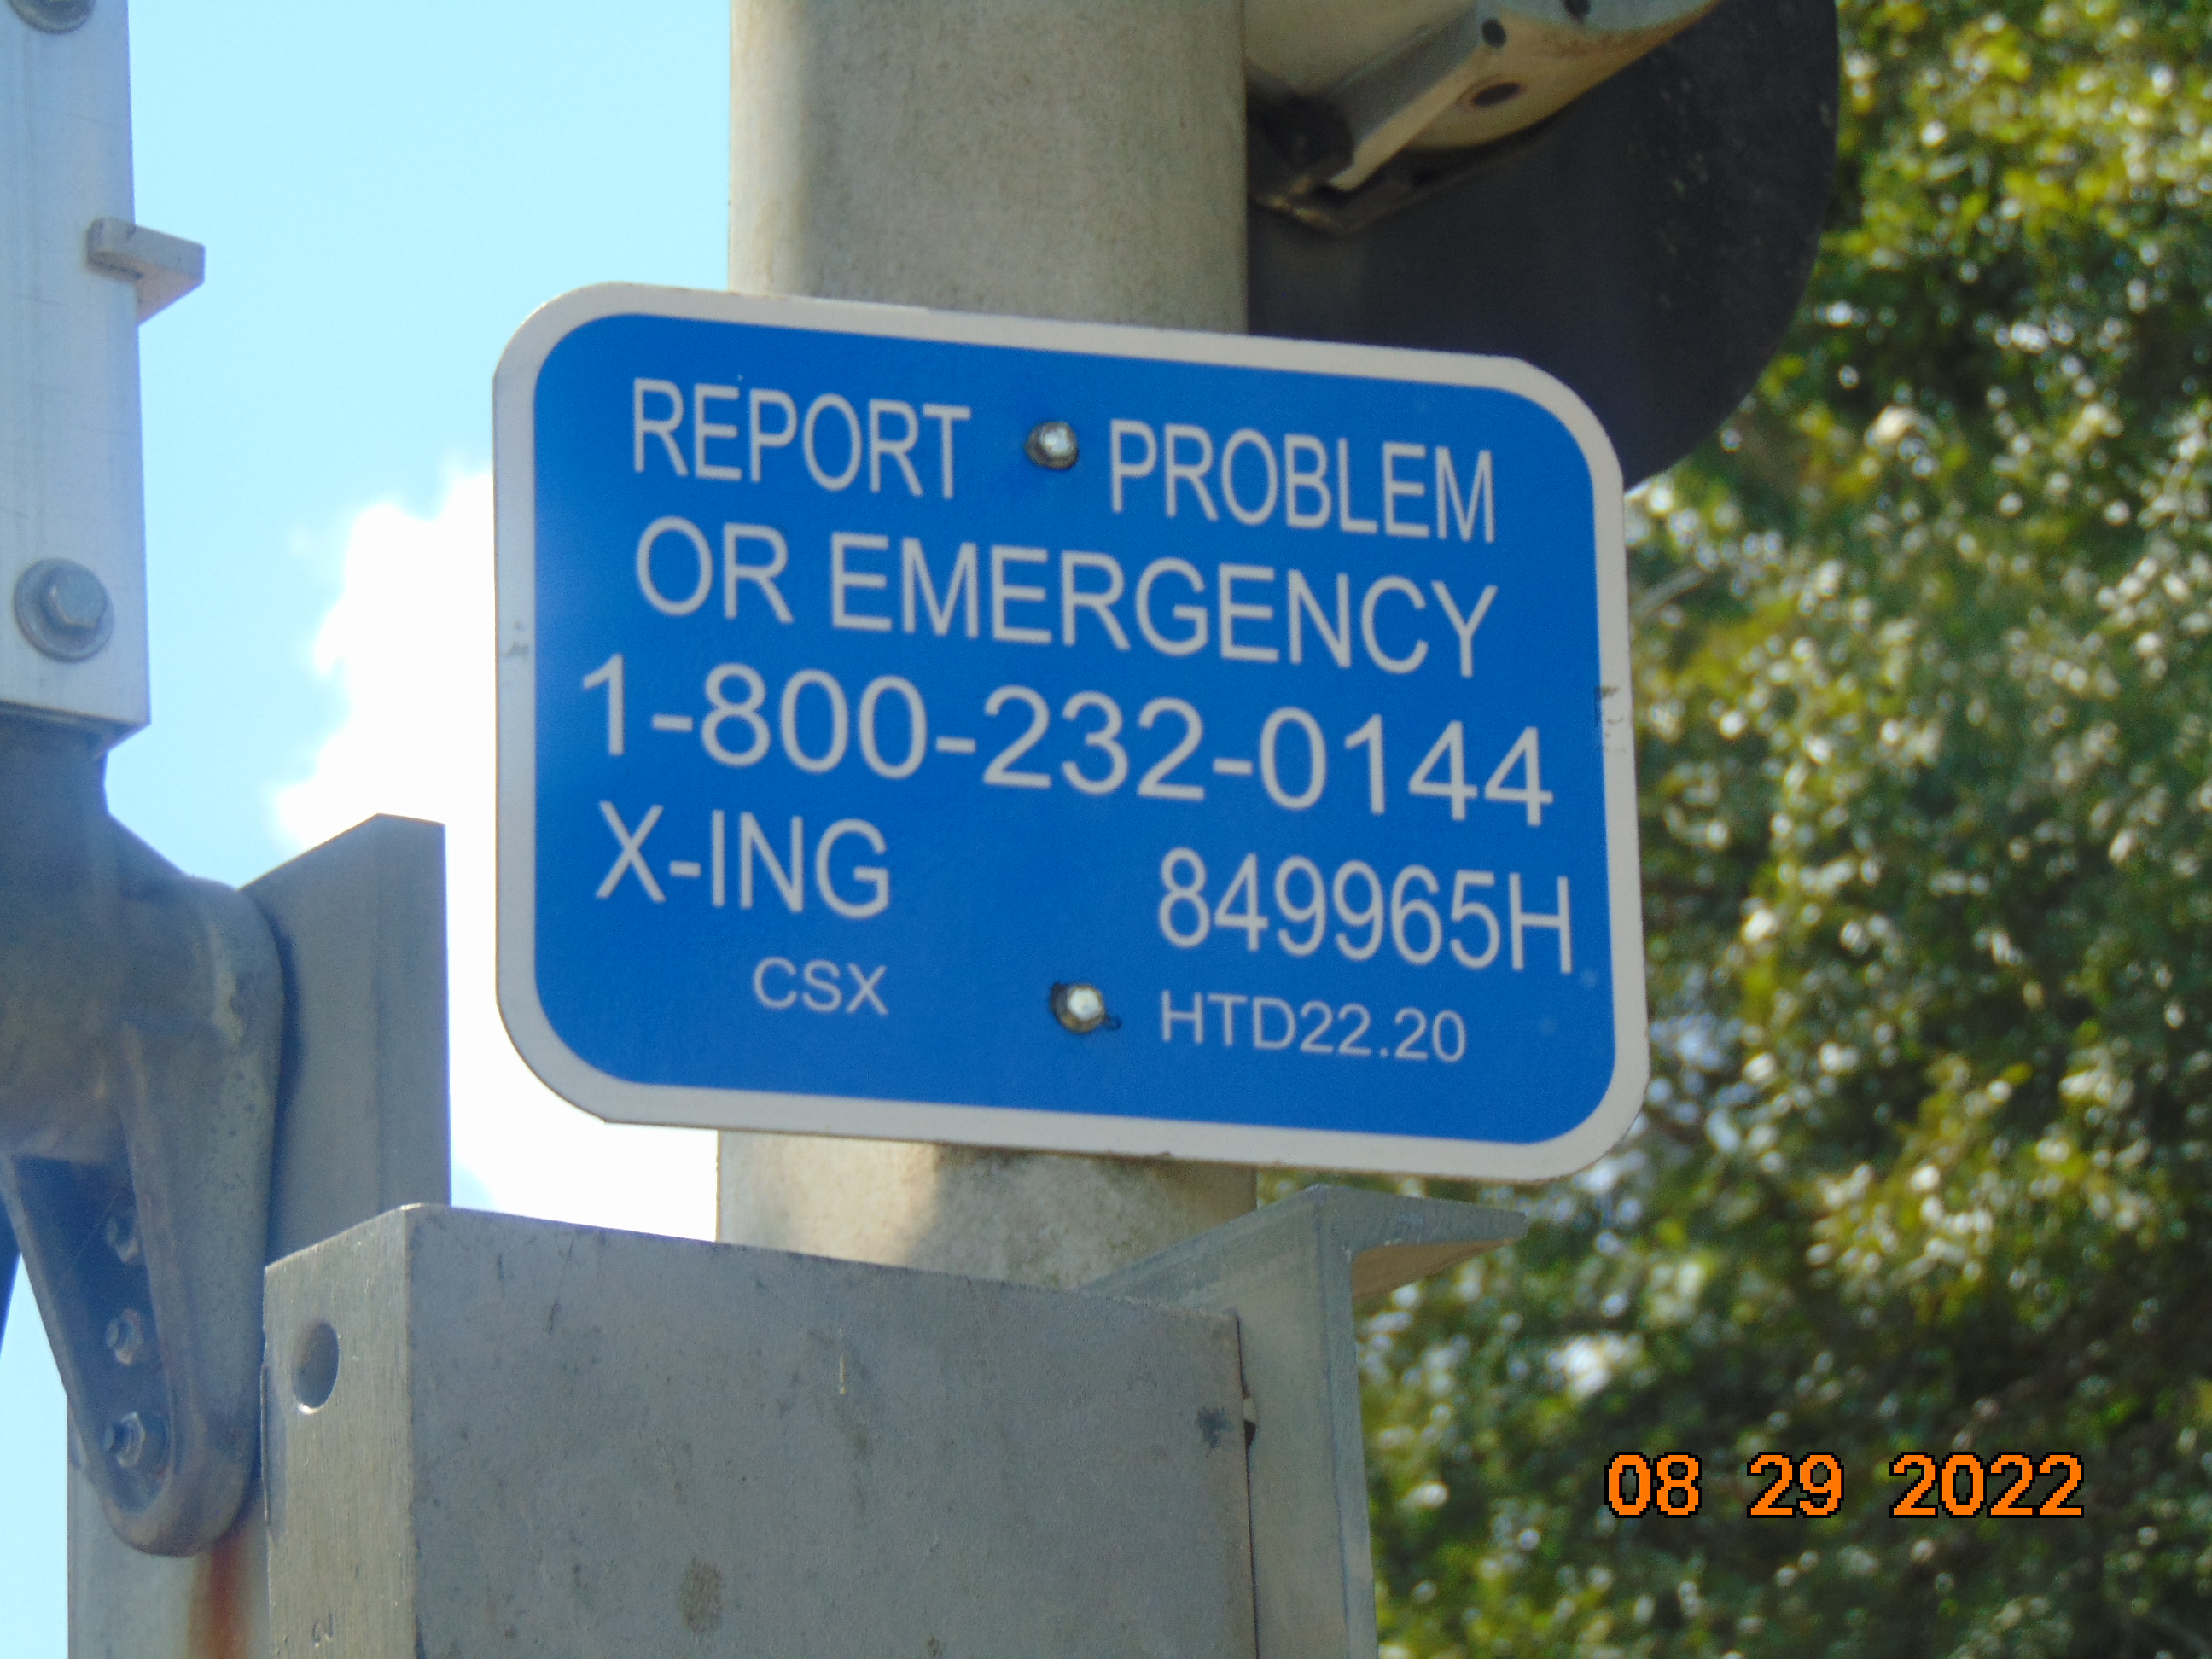 REPORT PROBLEM
OR EMERGENCY
1-800-232-0144
X-ING 849965H
CSX HTD22.20
08 29 2022